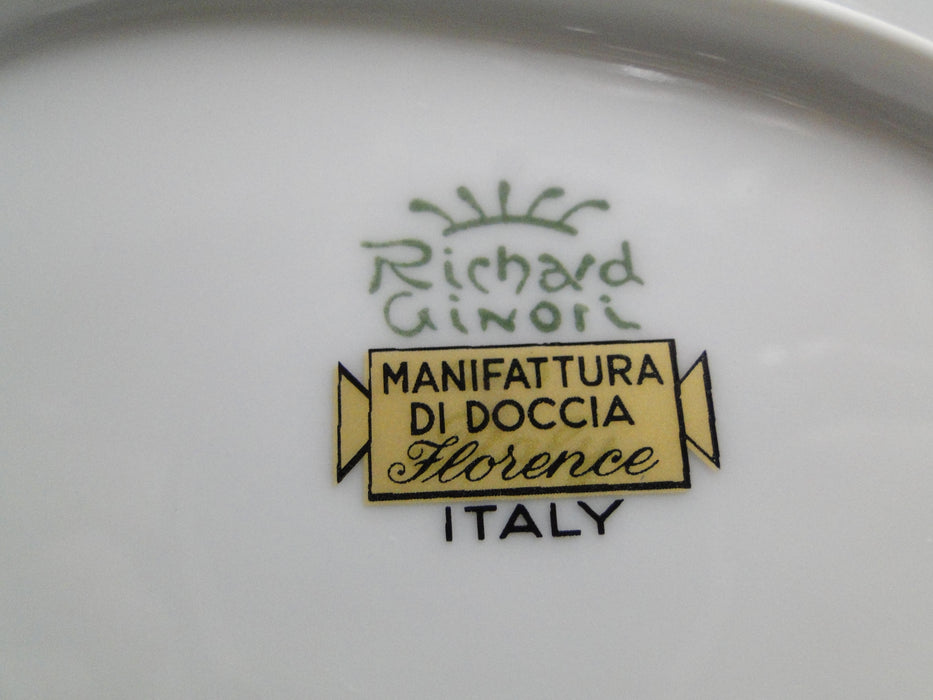 Richard
Ginori
MANIFATTURA
DI DOCCIA
Florence
ITALY